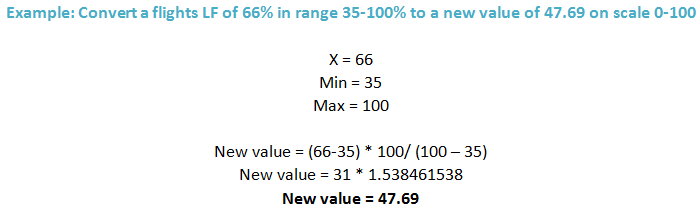 Example: Convert a flights LF of 66% in range 35-100% to a new value of 47.69 on scale 0-100
X = 66
Min = 35
Max = 100
New value = (66-35) * 100/ (100 – 35)
New value = 31 * 1.538461538
New value = 47.69